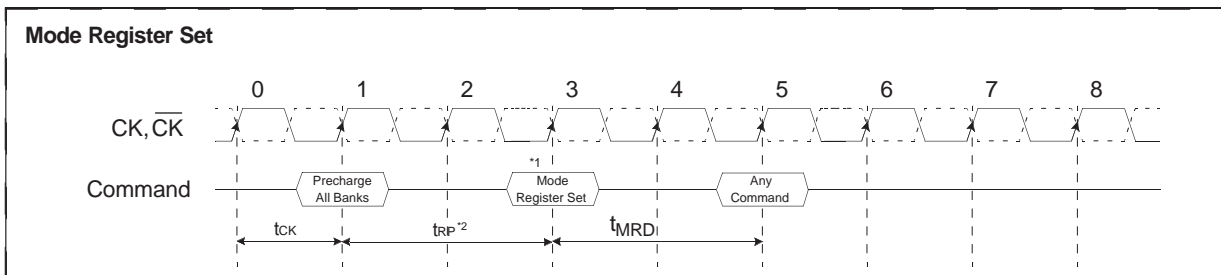 Mode Register Set
0 1 2 3 4 5 6 7 8
CK, CK
*1
Command
Precharge
All Banks
Mode
Register Set
Any
Command
tCK
tRP*2
tMRD